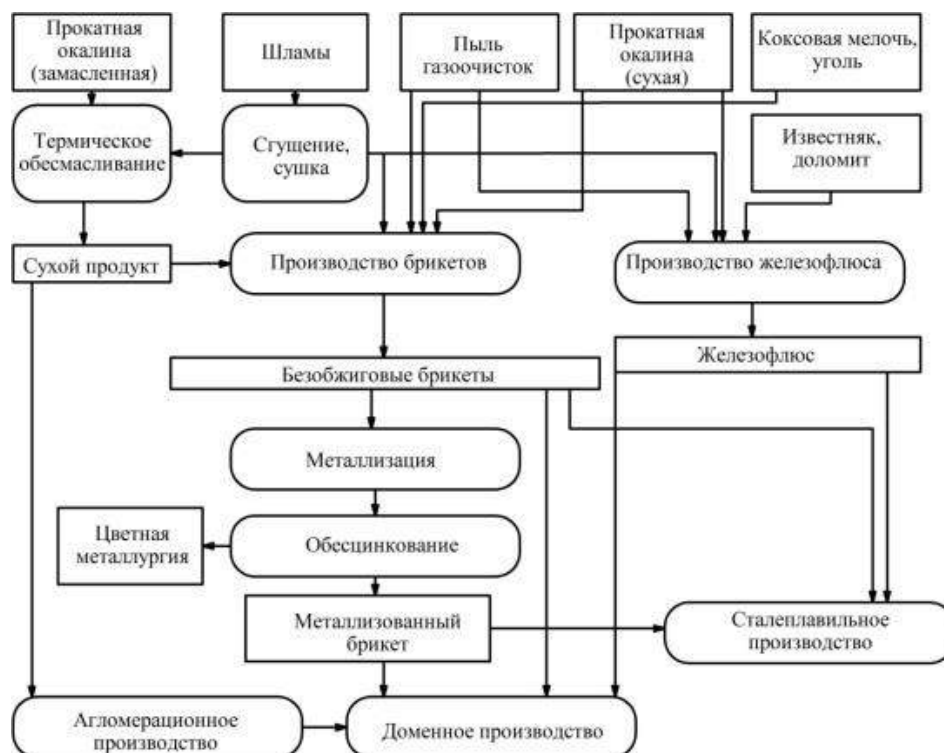 Прокатная
окалина
(замасленная)
Шламы
Пыль
газоочисток
Прокатная
окалина
(сухая)
Коксовая мелочь,
уголь
Термическое
обесмасливание
Сгущение,
сушка
Известняк,
доломит
Сухой продукт
Производство брикетов
Производство железофлюса
Безобжиговые брикеты
Железофлюс
Металлизация
Цветная
металлургия
Обесцинкование
Металлизованный
брикет
Сталеплавильное
производство
Агломерационное
производство
Доменное производство